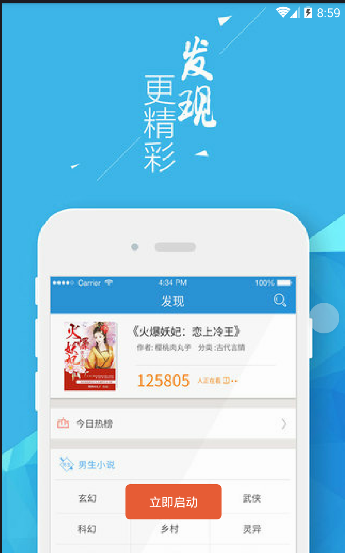 8:59
发现
更精彩
Carrier
4:34 PM
100%
发现
火爆妖妃
《火爆妖妃：恋上冷王》
作者:樱桃肉丸子 分类:古代言情
125805 人正在看
今日热榜
男生小说
玄幻
武侠
立即启动
科幻
乡村
灵异